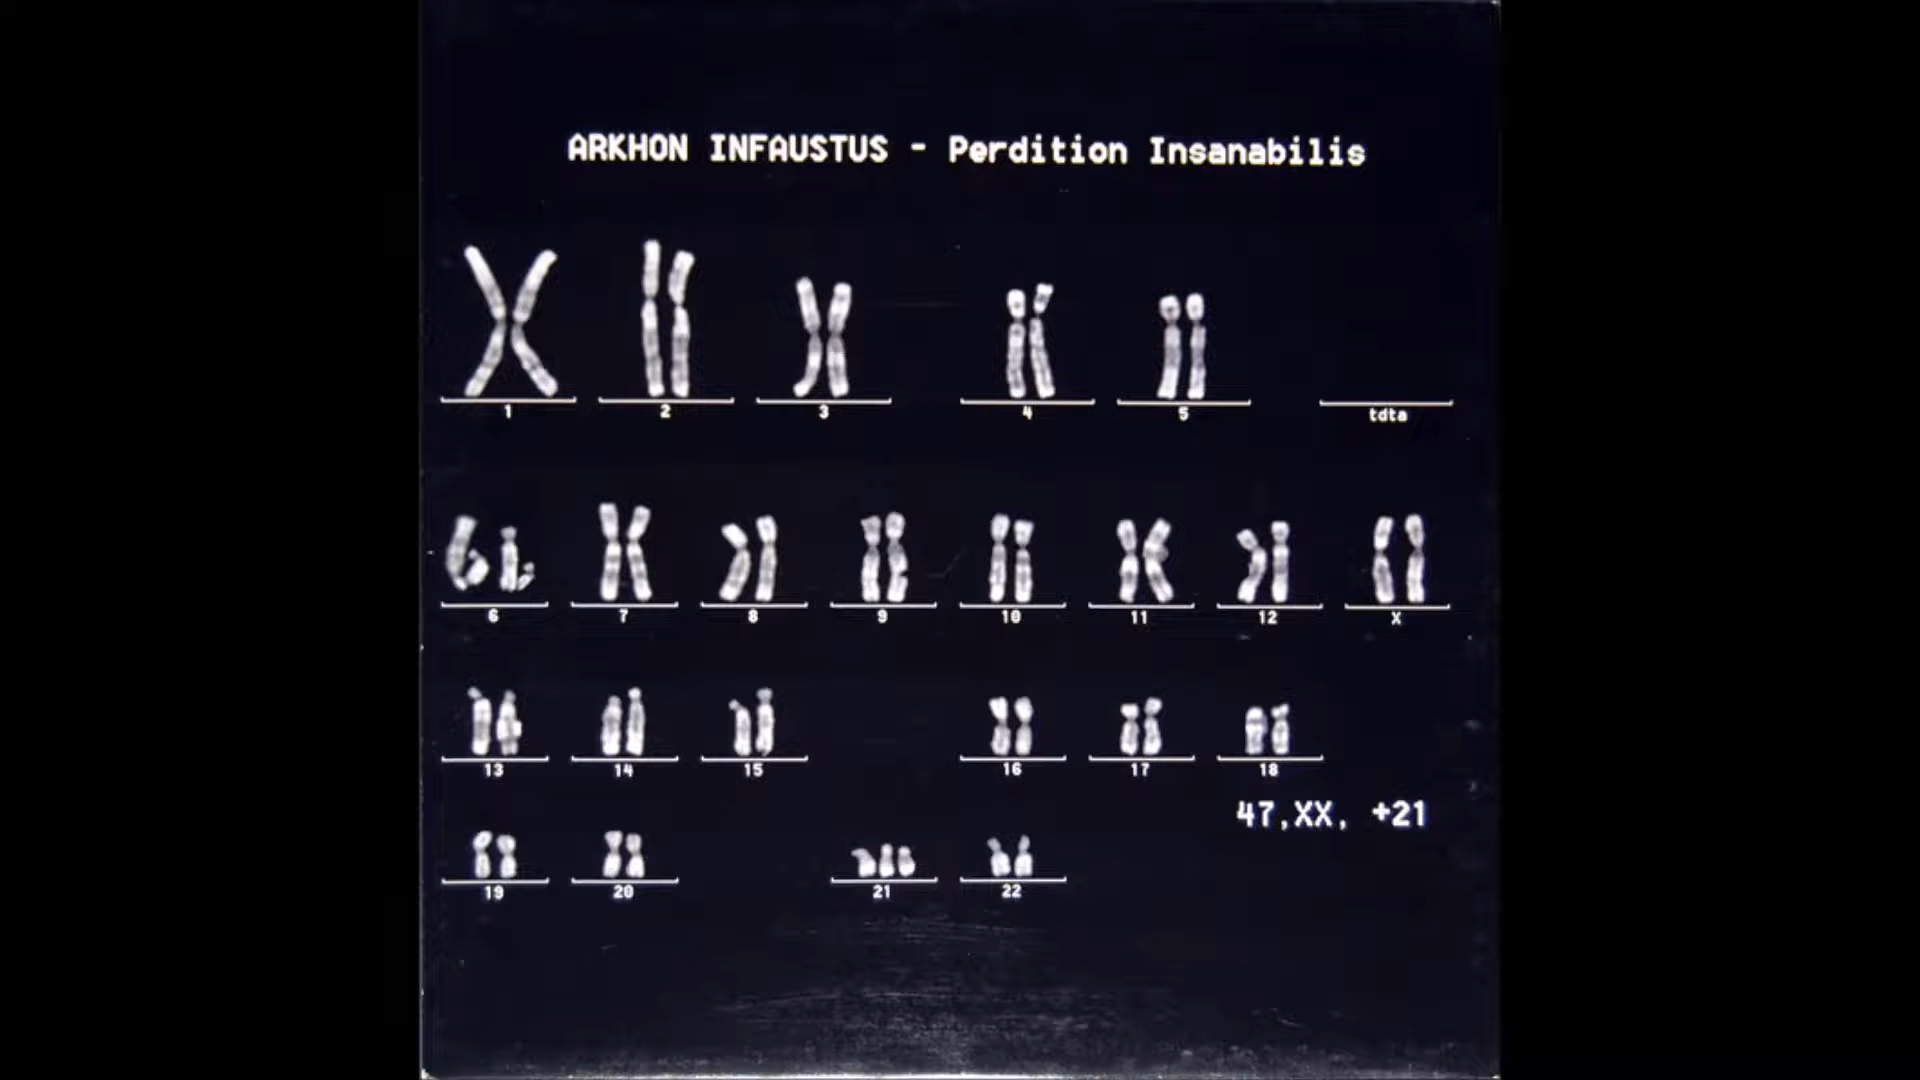 ARKHON INFAUSTUS - Perdition Insanabilis
1 2 3 4 5 tdta
6 7 8 9 10 11 12 X
13 14 15 16 17 18
47,XX, +21
19 20 21 22